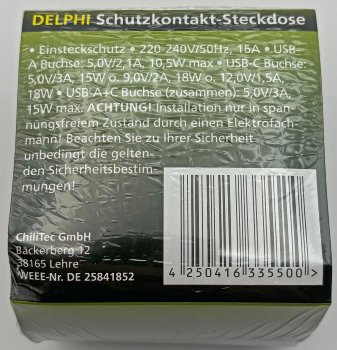 DELPHI Schutzkontakt-Steckdose
• Einsteckschutz • 220-240V/50Hz, 16A • USB-
A Buchse: 5,0V/2,1A, 10,5W max • USB-C Buchse:
5,0V/3A, 15W o. 9,0V/2A, 18W o. 12,0V/1,5A,
18W • USB-A+C Buchse (zusammen): 5,0V/3A,
15W max. ACHTUNG! Installation nur in span-
nungsfreiem Zustand durch einen Elektrofach-
mann! Beachten Sie zu Ihrer Sicherheit
unbedingt die gelten-
den Sicherheitsbestim-
mungen!
ChiliTec GmbH
Bäckerberg 12
38165 Lehre
WEEE-Nr. DE 25841852
4 250416 335500 >